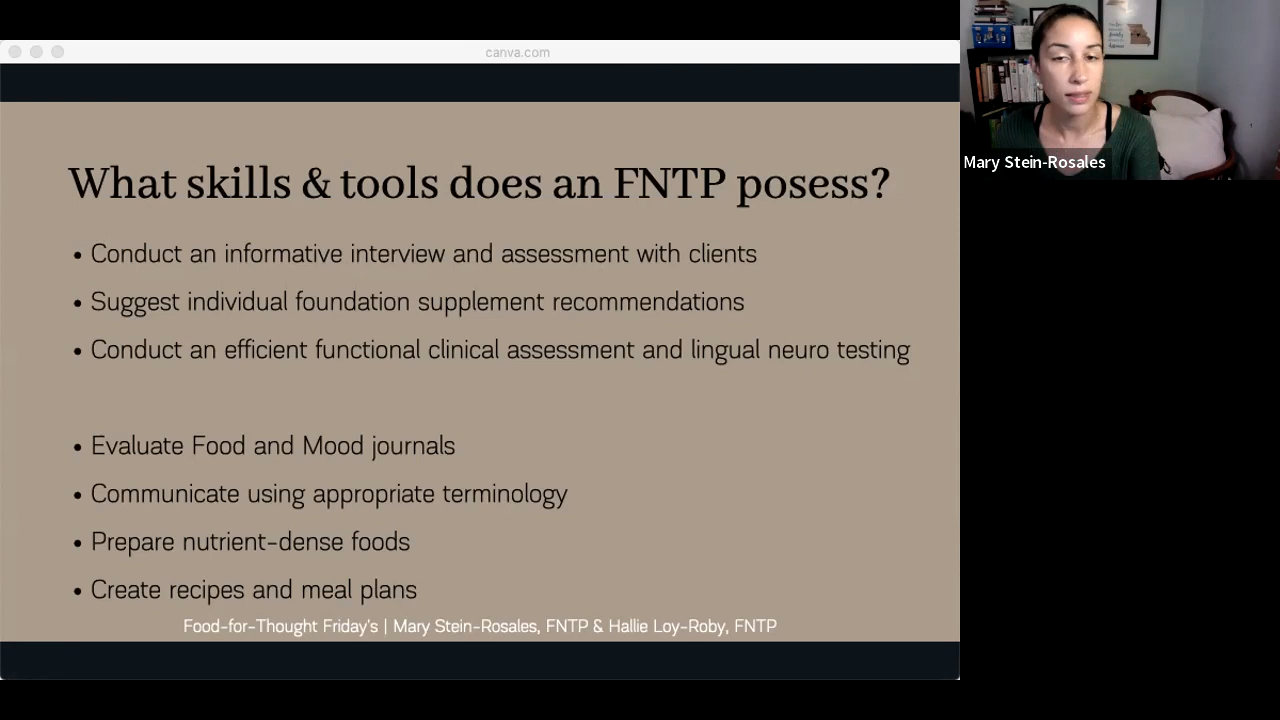 canva.com
What skills & tools does an FNTP posess?
• Conduct an informative interview and assessment with clients
• Suggest individual foundation supplement recommendations
• Conduct an efficient functional clinical assessment and lingual neuro testing
• Evaluate Food and Mood journals
• Communicate using appropriate terminology
• Prepare nutrient-dense foods
• Create recipes and meal plans
Food-for-Thought Friday's | Mary Stein-Rosales, FNTP & Hallie Loy-Roby, FNTP
Mary Stein-Rosales